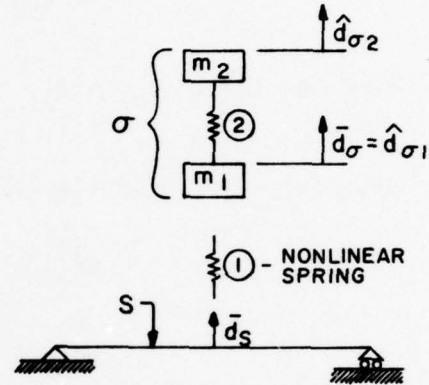 d̂σ2
m2
σ
②
d̄σ = d̂σ1
m1
① - NONLINEAR
SPRING
S
d̄S